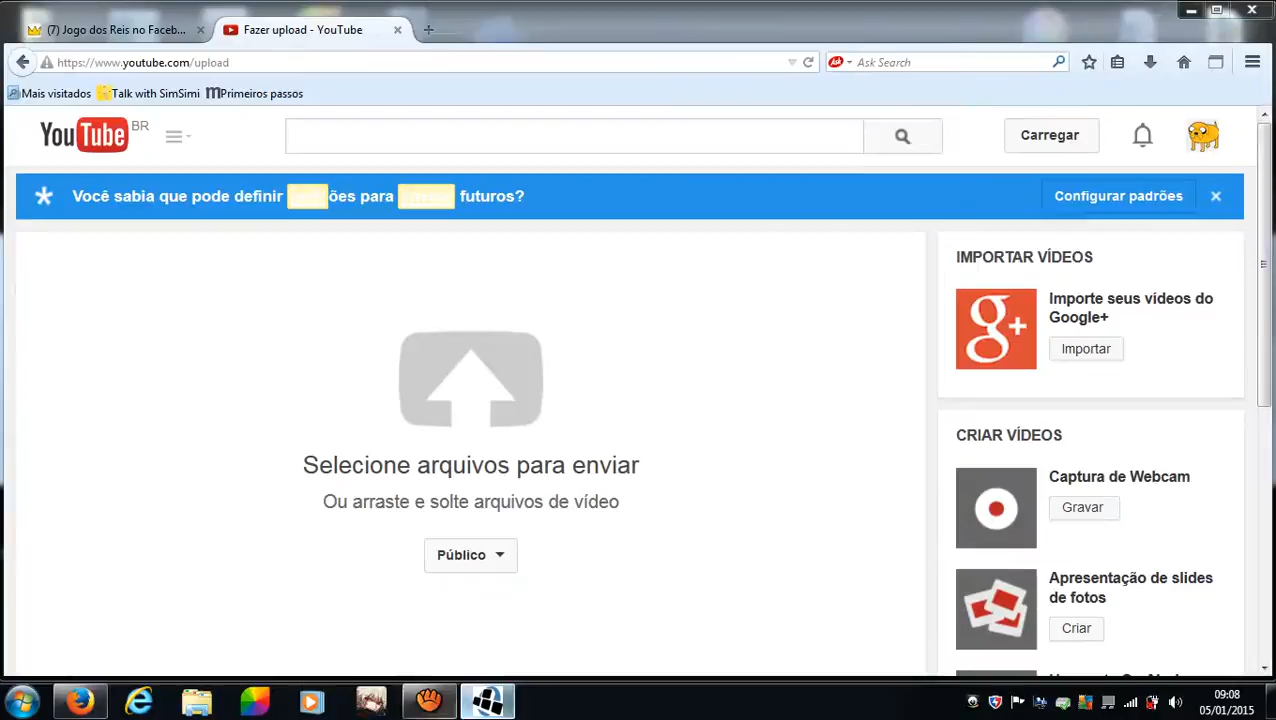 (7) Jogo dos Reis no Faceb...
Fazer upload - YouTube
https://www.youtube.com/upload
Ask
Ask Search
Mais visitados
Talk with SimSimi
Primeiros passos
YouTube BR
Carregar
Você sabia que pode definir ões para futuros?
Configurar padrões
IMPORTAR VÍDEOS
g+
Importe seus vídeos do
Google+
Importar
Selecione arquivos para enviar
Ou arraste e solte arquivos de vídeo
Público
CRIAR VÍDEOS
Captura de Webcam
Gravar
Apresentação de slides
de fotos
Criar
09:08
05/01/2015